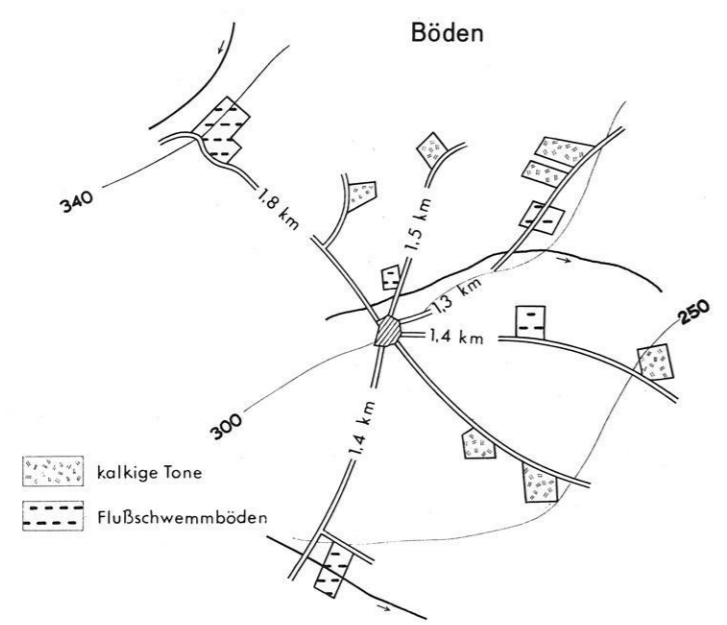 Böden
340
1.8 km
1.5 km
1,3 km
1,4 km
250
300
1.4 km
kalkige Tone
Flußschwemmböden